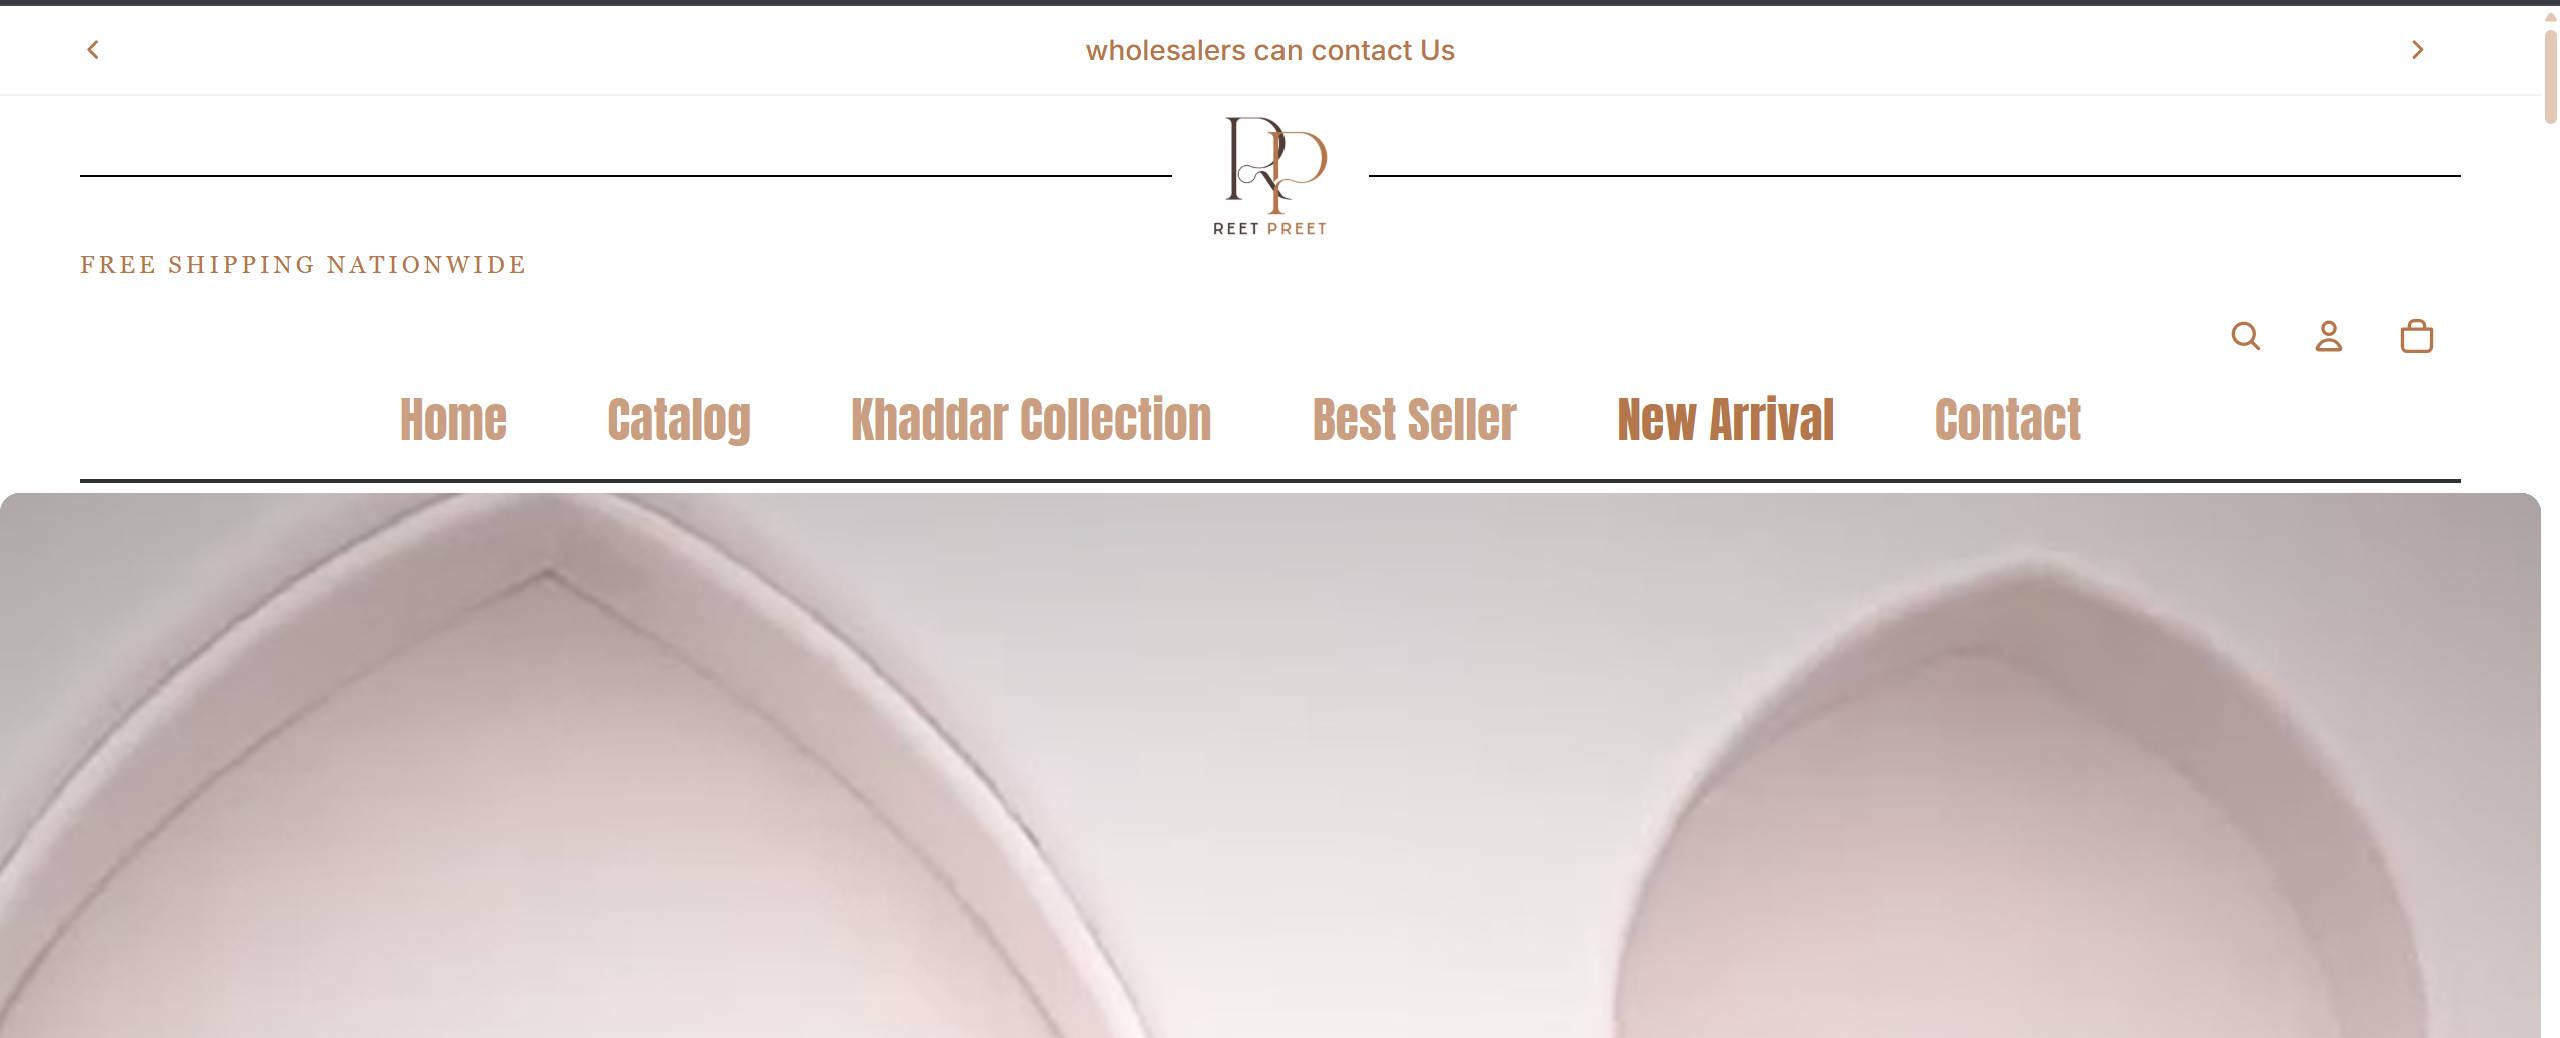 wholesalers can contact Us
RP
REET PREET
FREE SHIPPING NATIONWIDE
Home Catalog Khaddar Collection Best Seller New Arrival Contact